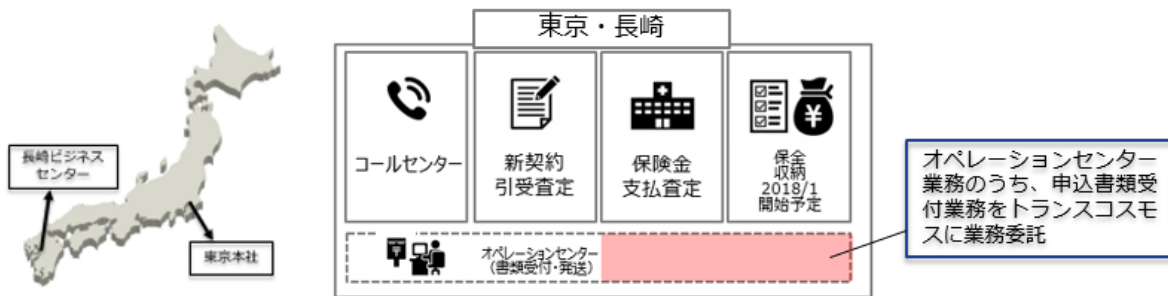 東京・長崎
コールセンター
新契約
引受査定
保険金
支払査定
保全
収納
2018/1
開始予定
オペレーションセンター
(書類受付・発送)
長崎ビジネス
センター
東京本社
オペレーションセンター
業務のうち、申込書類受
付業務をトランスコスモ
スに業務委託